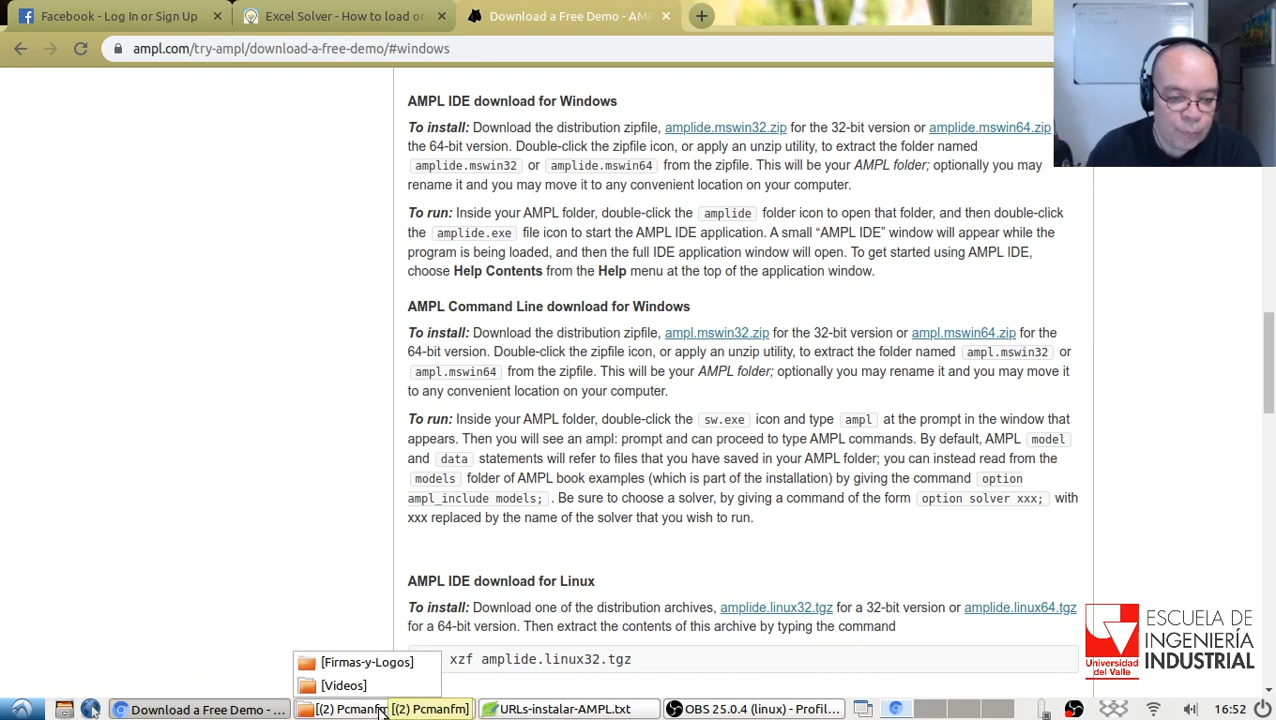 Facebook - Log In or Sign Up
Excel Solver - How to load or
Download a Free Demo - AM
ampl.com/try-ampl/download-a-free-demo/#windows
AMPL IDE download for Windows
To install: Download the distribution zipfile, amplide.mswin32.zip for the 32-bit version or amplide.mswin64.zip
the 64-bit version. Double-click the zipfile icon, or apply an unzip utility, to extract the folder named
amplide.mswin32 or amplide.mswin64 from the zipfile. This will be your AMPL folder; optionally you may
rename it and you may move it to any convenient location on your computer.
To run: Inside your AMPL folder, double-click the amplide folder icon to open that folder, and then double-click
the amplide.exe file icon to start the AMPL IDE application. A small “AMPL IDE” window will appear while the
program is being loaded, and then the full IDE application window will open. To get started using AMPL IDE,
choose Help Contents from the Help menu at the top of the application window.
AMPL Command Line download for Windows
To install: Download the distribution zipfile, ampl.mswin32.zip for the 32-bit version or ampl.mswin64.zip for the
64-bit version. Double-click the zipfile icon, or apply an unzip utility, to extract the folder named ampl.mswin32 or
ampl.mswin64 from the zipfile. This will be your AMPL folder; optionally you may rename it and you may move it
to any convenient location on your computer.
To run: Inside your AMPL folder, double-click the sw.exe icon and type ampl at the prompt in the window that
appears. Then you will see an ampl: prompt and can proceed to type AMPL commands. By default, AMPL model
and data statements will refer to files that you have saved in your AMPL folder; you can instead read from the
models folder of AMPL book examples (which is part of the installation) by giving the command option
ampl_include models; . Be sure to choose a solver, by giving a command of the form option solver xxx; with
xxx replaced by the name of the solver that you wish to run.
AMPL IDE download for Linux
To install: Download one of the distribution archives, amplide.linux32.tgz for a 32-bit version or amplide.linux64.tgz
for a 64-bit version. Then extract the contents of this archive by typing the command
xzf amplide.linux32.tgz
[Firmas-y-Logos]
[Videos]
Universidad
del Valle
ESCUELA DE
INGENIERÍA
INDUSTRIAL
Download a Free Demo - ...
[(2) Pcmanfm
[(2) Pcmanfm]
URLs-instalar-AMPL.txt
OBS 25.0.4 (linux) - Profil...
16:52